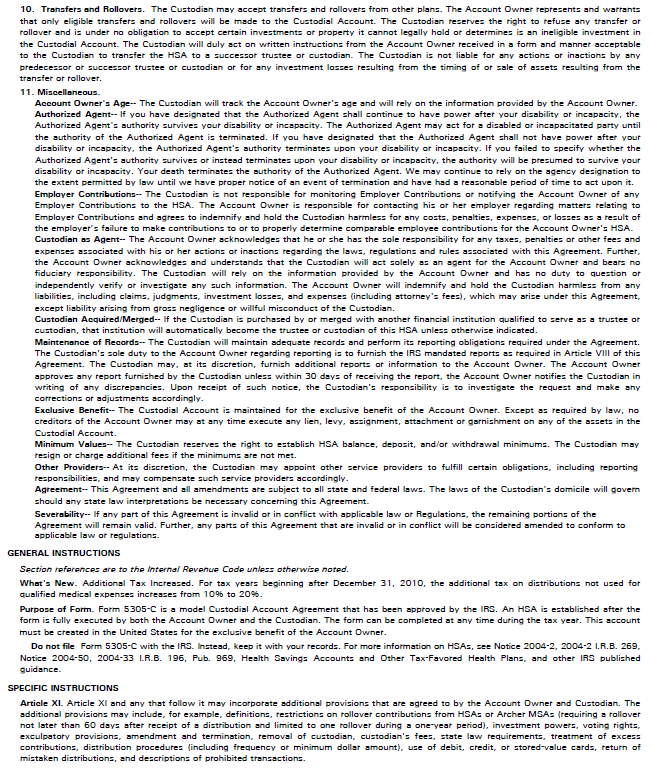 10. Transfers and Rollovers. The Custodian may accept transfers and rollovers from other plans. The Account Owner represents and warrants
that only eligible transfers and rollovers will be made to the Custodial Account. The Custodian reserves the right to refuse any transfer or
rollover and is under no obligation to accept certain investments or property it cannot legally hold or determines is an ineligible investment in
the Custodial Account. The Custodian will duly act on written instructions from the Account Owner received in a form and manner acceptable
to the Custodian to transfer the HSA to a successor trustee or custodian. The Custodian is not liable for any actions or inactions by any
predecessor or successor trustee or custodian or for any investment losses resulting from the timing of or sale of assets resulting from the
transfer or rollover.
11. Miscellaneous.
Account Owner's Age-- The Custodian will track the Account Owner's age and will rely on the information provided by the Account Owner.
Authorized Agent-- If you have designated that the Authorized Agent shall continue to have power after your disability or incapacity, the
Authorized Agent's authority survives your disability or incapacity. The Authorized Agent may act for a disabled or incapacitated party until
the authority of the Authorized Agent is terminated. If you have designated that the Authorized Agent shall not have power after your
disability or incapacity, the Authorized Agent's authority terminates upon your disability or incapacity. If you failed to specify whether the
Authorized Agent's authority survives or instead terminates upon your disability or incapacity, the authority will be presumed to survive your
disability or incapacity. Your death terminates the authority of the Authorized Agent. We may continue to rely on the agency designation to
the extent permitted by law until we have proper notice of an event of termination and have had a reasonable period of time to act upon it.
Employer Contributions-- The Custodian is not responsible for monitoring Employer Contributions or notifying the Account Owner of any
Employer Contributions to the HSA. The Account Owner is responsible for contacting his or her employer regarding matters relating to
Employer Contributions and agrees to indemnify and hold the Custodian harmless for any costs, penalties, expenses, or losses as a result of
the employer's failure to make contributions to or to properly determine comparable employee contributions for the Account Owner's HSA.
Custodian as Agent-- The Account Owner acknowledges that he or she has the sole responsibility for any taxes, penalties or other fees and
expenses associated with his or her actions or inactions regarding the laws, regulations and rules associated with this Agreement. Further,
the Account Owner acknowledges and understands that the Custodian will act solely as an agent for the Account Owner and bears no
fiduciary responsibility. The Custodian will rely on the information provided by the Account Owner and has no duty to question or
independently verify or investigate any such information. The Account Owner will indemnify and hold the Custodian harmless from any
liabilities, including claims, judgments, investment losses, and expenses (including attorney's fees), which may arise under this Agreement,
except liability arising from gross negligence or willful misconduct of the Custodian.
Custodian Acquired/Merged-- If the Custodian is purchased by or merged with another financial institution qualified to serve as a trustee or
custodian, that institution will automatically become the trustee or custodian of this HSA unless otherwise indicated.
Maintenance of Records-- The Custodian will maintain adequate records and perform its reporting obligations required under the Agreement.
The Custodian's sole duty to the Account Owner regarding reporting is to furnish the IRS mandated reports as required in Article VIII of this
Agreement. The Custodian may, at its discretion, furnish additional reports or information to the Account Owner. The Account Owner
approves any report furnished by the Custodian unless within 30 days of receiving the report, the Account Owner notifies the Custodian in
writing of any discrepancies. Upon receipt of such notice, the Custodian's responsibility is to investigate the request and make any
corrections or adjustments accordingly.
Exclusive Benefit-- The Custodial Account is maintained for the exclusive benefit of the Account Owner. Except as required by law, no
creditors of the Account Owner may at any time execute any lien, levy, assignment, attachment or garnishment on any of the assets in the
Custodial Account.
Minimum Values-- The Custodian reserves the right to establish HSA balance, deposit, and/or withdrawal minimums. The Custodian may
resign or charge additional fees if the minimums are not met.
Other Providers-- At its discretion, the Custodian may appoint other service providers to fulfill certain obligations, including reporting
responsibilities, and may compensate such service providers accordingly.
Agreement-- This Agreement and all amendments are subject to all state and federal laws. The laws of the Custodian's domicile will govern
should any state law interpretations be necessary concerning this Agreement.
Severability-- If any part of this Agreement is invalid or in conflict with applicable law or Regulations, the remaining portions of the
Agreement will remain valid. Further, any parts of this Agreement that are invalid or in conflict will be considered amended to conform to
applicable law or regulations.
GENERAL INSTRUCTIONS
Section references are to the Internal Revenue Code unless otherwise noted.
What's New. Additional Tax Increased. For tax years beginning after December 31, 2010, the additional tax on distributions not used for
qualified medical expenses increases from 10% to 20%.
Purpose of Form. Form 5305-C is a model Custodial Account Agreement that has been approved by the IRS. An HSA is established after the
form is fully executed by both the Account Owner and the Custodian. The form can be completed at any time during the tax year. This account
must be created in the United States for the exclusive benefit of the Account Owner.
Do not file Form 5305-C with the IRS. Instead, keep it with your records. For more information on HSAs, see Notice 2004-2, 2004-2 I.R.B. 269,
Notice 2004-50, 2004-33 I.R.B. 196, Pub. 969, Health Savings Accounts and Other Tax-Favored Health Plans, and other IRS published
guidance.
SPECIFIC INSTRUCTIONS
Article XI. Article XI and any that follow it may incorporate additional provisions that are agreed to by the Account Owner and Custodian. The
additional provisions may include, for example, definitions, restrictions on rollover contributions from HSAs or Archer MSAs (requiring a rollover
not later than 60 days after receipt of a distribution and limited to one rollover during a one-year period), investment powers, voting rights,
exculpatory provisions, amendment and termination, removal of custodian, custodian's fees, state law requirements, treatment of excess
contributions, distribution procedures (including frequency or minimum dollar amount), use of debit, credit, or stored-value cards, return of
mistaken distributions, and descriptions of prohibited transactions.